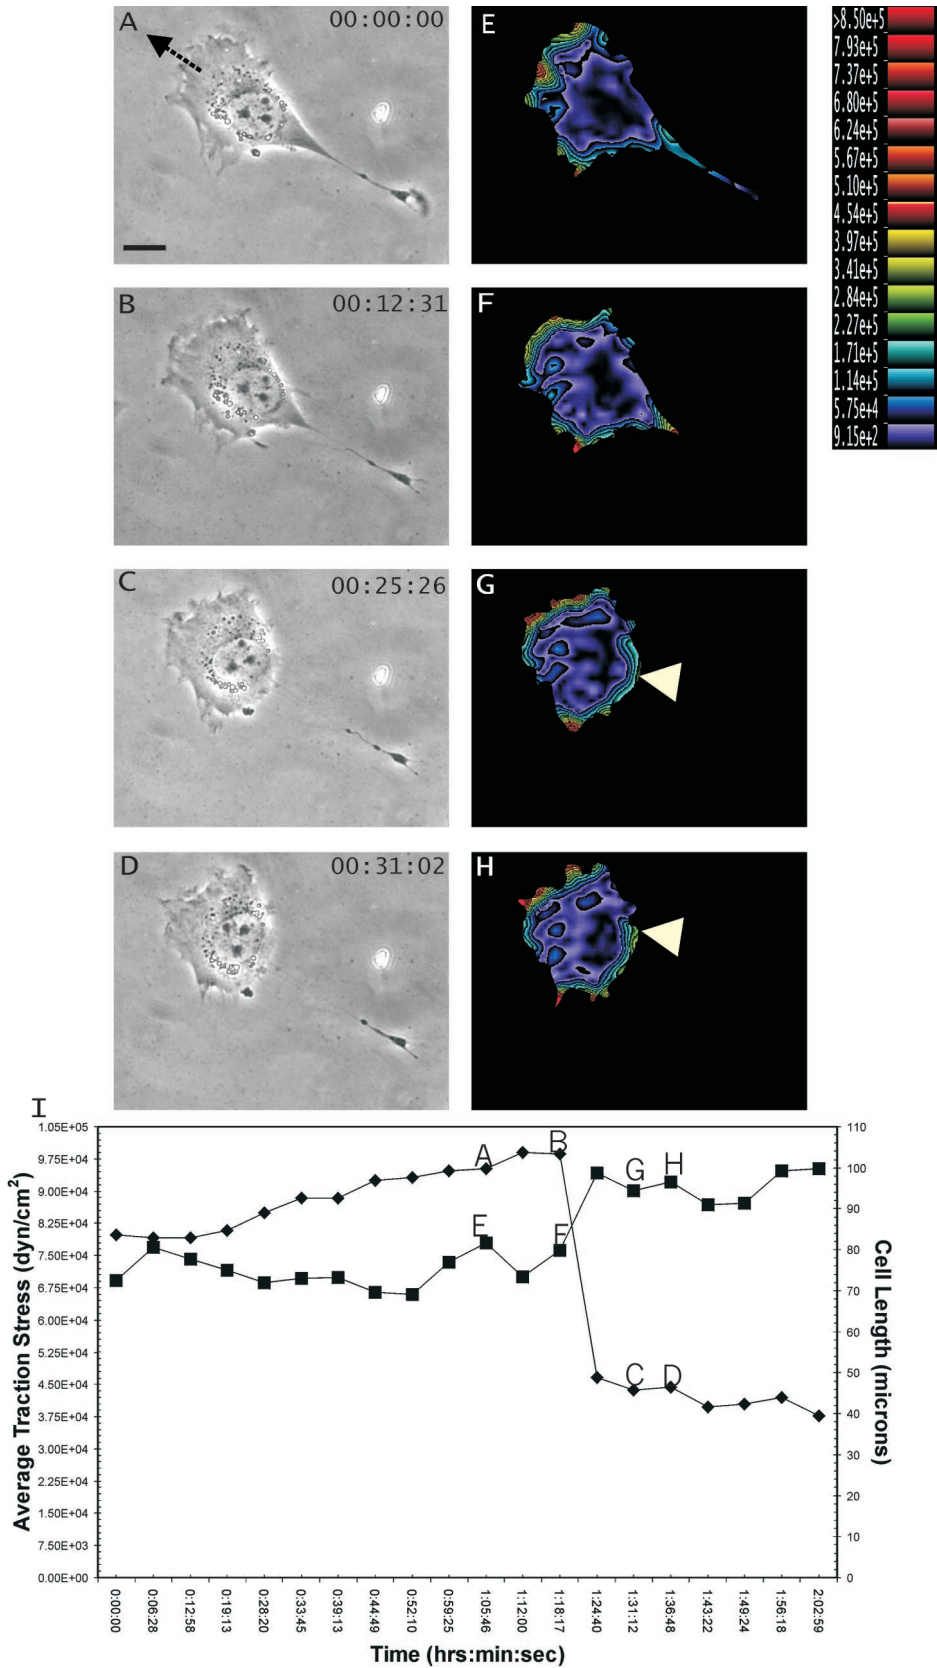 A 00:00:00
E
>8.50e+5
7.93e+5
7.37e+5
6.80e+5
6.24e+5
5.67e+5
5.10e+5
4.54e+5
3.97e+5
3.41e+5
2.84e+5
2.27e+5
1.71e+5
1.14e+5
5.75e+4
9.15e+2
B 00:12:31
F
C 00:25:26
G
D 00:31:02
H
I
Average Traction Stress (dyn/cm²)
1.05E+05
9.75E+04
9.00E+04
8.25E+04
7.50E+04
6.75E+04
6.00E+04
5.25E+04
4.50E+04
3.75E+04
3.00E+04
2.25E+04
1.50E+04
7.50E+03
0.00E+00
A
B
E
F
G
H
C
D
110
100
90
80
70
60
50
40
30
20
10
0
Cell Length (microns)
0:00:00
0:06:28
0:12:58
0:19:13
0:28:20
0:33:45
0:39:13
0:44:49
0:52:10
0:59:25
1:05:46
1:12:00
1:18:17
1:24:40
1:31:12
1:36:48
1:43:22
1:49:24
1:56:18
2:02:59
Time (hrs:min:sec)